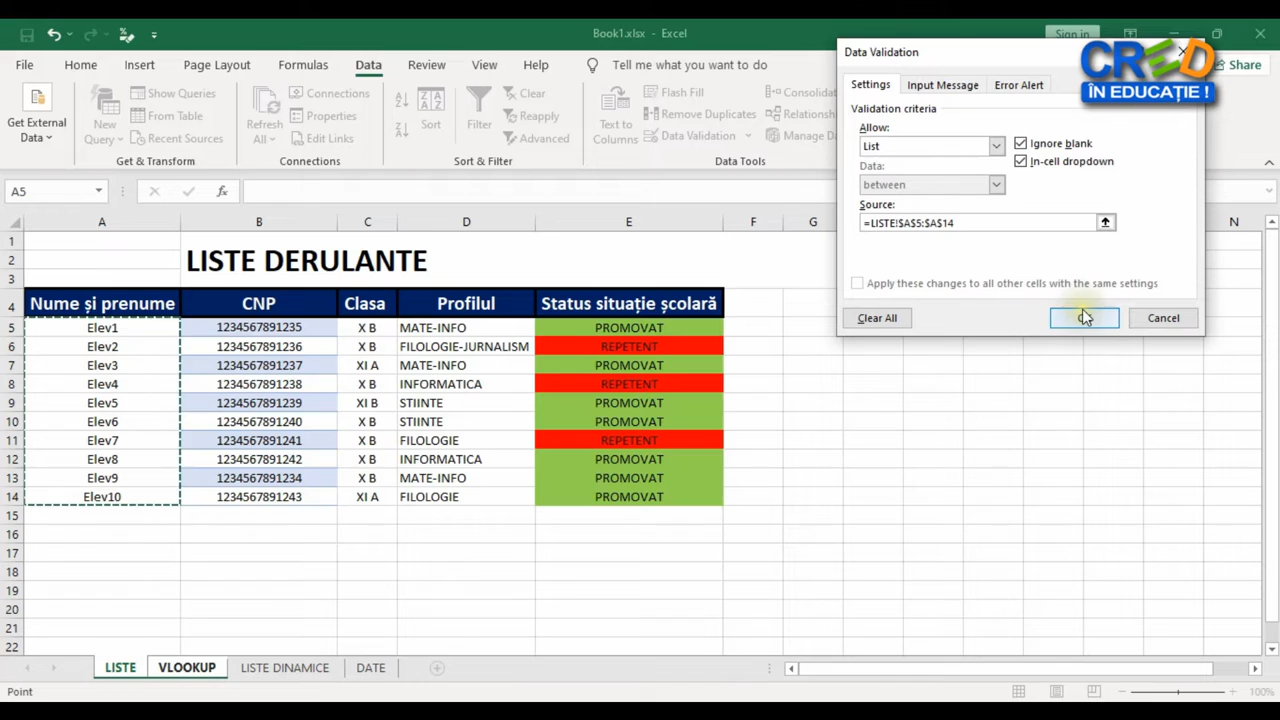 Book1.xlsx - Excel
Sign in
File Home Insert Page Layout Formulas Data Review View Help Tell me what you want to do Share
Get External
Data
New
Query
Show Queries
From Table
Recent Sources
Get & Transform
Refresh
All
Connections
Properties
Edit Links
Connections
Sort
Filter
Clear
Reapply
Advanced
Sort & Filter
Text to
Columns
Flash Fill
Remove Duplicates
Data Validation
Consolida
Relationsh
Manage Da
Data Tools
Data Validation
CRED
ÎN EDUCAȚIE !
Settings Input Message Error Alert
Validation criteria
Allow:
List
Ignore blank
In-cell dropdown
Data:
between
Source:
=LISTE!$A$5:$A$14
Apply these changes to all other cells with the same settings
Clear All Cancel
A5 fx
A B C D E F G N
1
2 LISTE DERULANTE
3
4 Nume și prenume CNP Clasa Profilul Status situație școlară
5 Elev1 1234567891235 X B MATE-INFO PROMOVAT
6 Elev2 1234567891236 X B FILOLOGIE-JURNALISM REPETENT
7 Elev3 1234567891237 XI A MATE-INFO PROMOVAT
8 Elev4 1234567891238 X B INFORMATICA REPETENT
9 Elev5 1234567891239 XI B STIINTE PROMOVAT
10 Elev6 1234567891240 X B STIINTE PROMOVAT
11 Elev7 1234567891241 X B FILOLOGIE REPETENT
12 Elev8 1234567891242 X B INFORMATICA PROMOVAT
13 Elev9 1234567891234 X B MATE-INFO PROMOVAT
14 Elev10 1234567891243 XI A FILOLOGIE PROMOVAT
15
16
17
18
19
20
21
22
LISTE VLOOKUP LISTE DINAMICE DATE
Point 100%